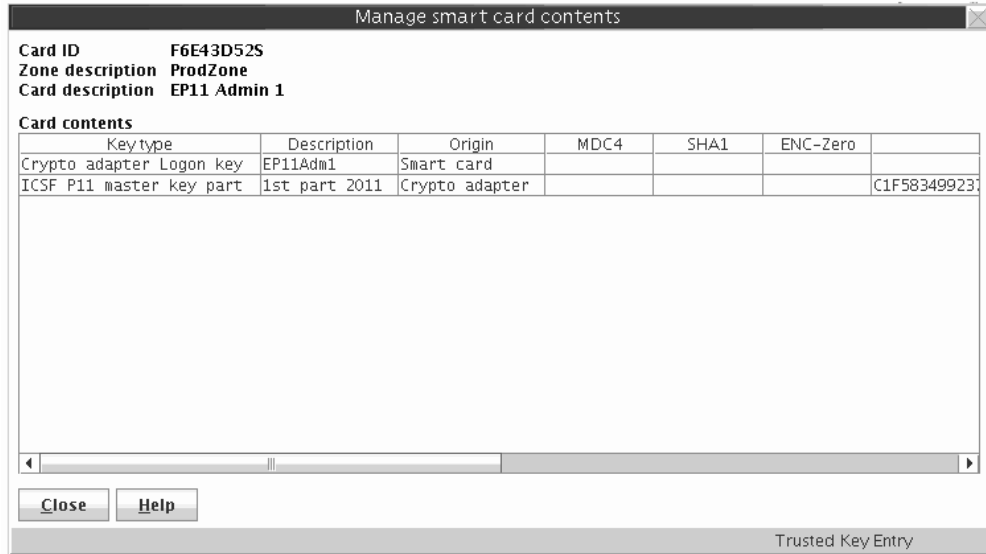 Manage smart card contents
Card ID F6E43D52S
Zone description ProdZone
Card description EP11 Admin 1
Card contents
Key type Description Origin MDC4 SHA1 ENC-Zero
Crypto adapter Logon key EP11Adm1 Smart card
ICSF P11 master key part 1st part 2011 Crypto adapter C1F58349923
Close Help
Trusted Key Entry